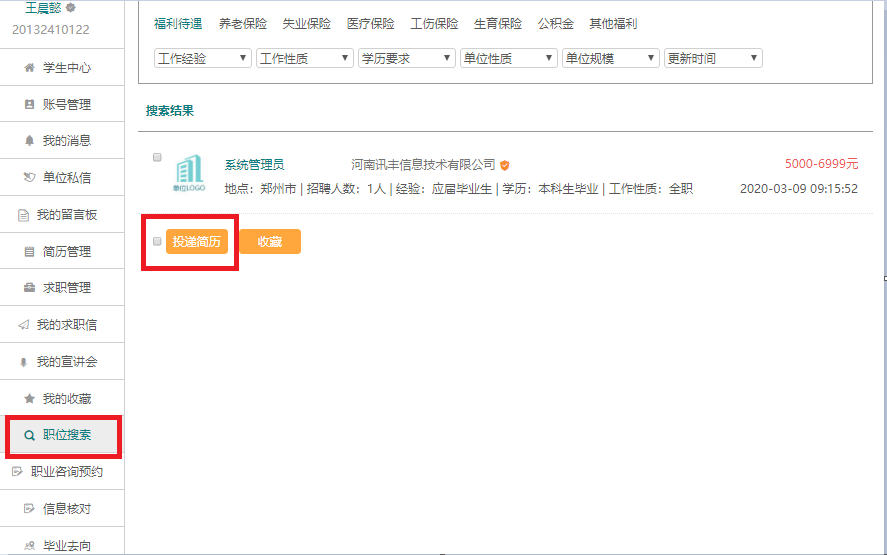 王晨懿
20132410122
学生中心
账号管理
我的消息
单位私信
我的留言板
简历管理
求职管理
我的求职信
我的宣讲会
我的收藏
职位搜索
职业咨询预约
信息核对
毕业去向
福利待遇 养老保险 失业保险 医疗保险 工伤保险 生育保险 公积金 其他福利
工作经验 工作性质 学历要求 单位性质 单位规模 更新时间
搜索结果
单位LOGO
系统管理员 河南讯丰信息技术有限公司 5000-6999元
地点：郑州市 | 招聘人数：1人 | 经验：应届毕业生 | 学历：本科生毕业 | 工作性质：全职 2020-03-09 09:15:52
投递简历 收藏